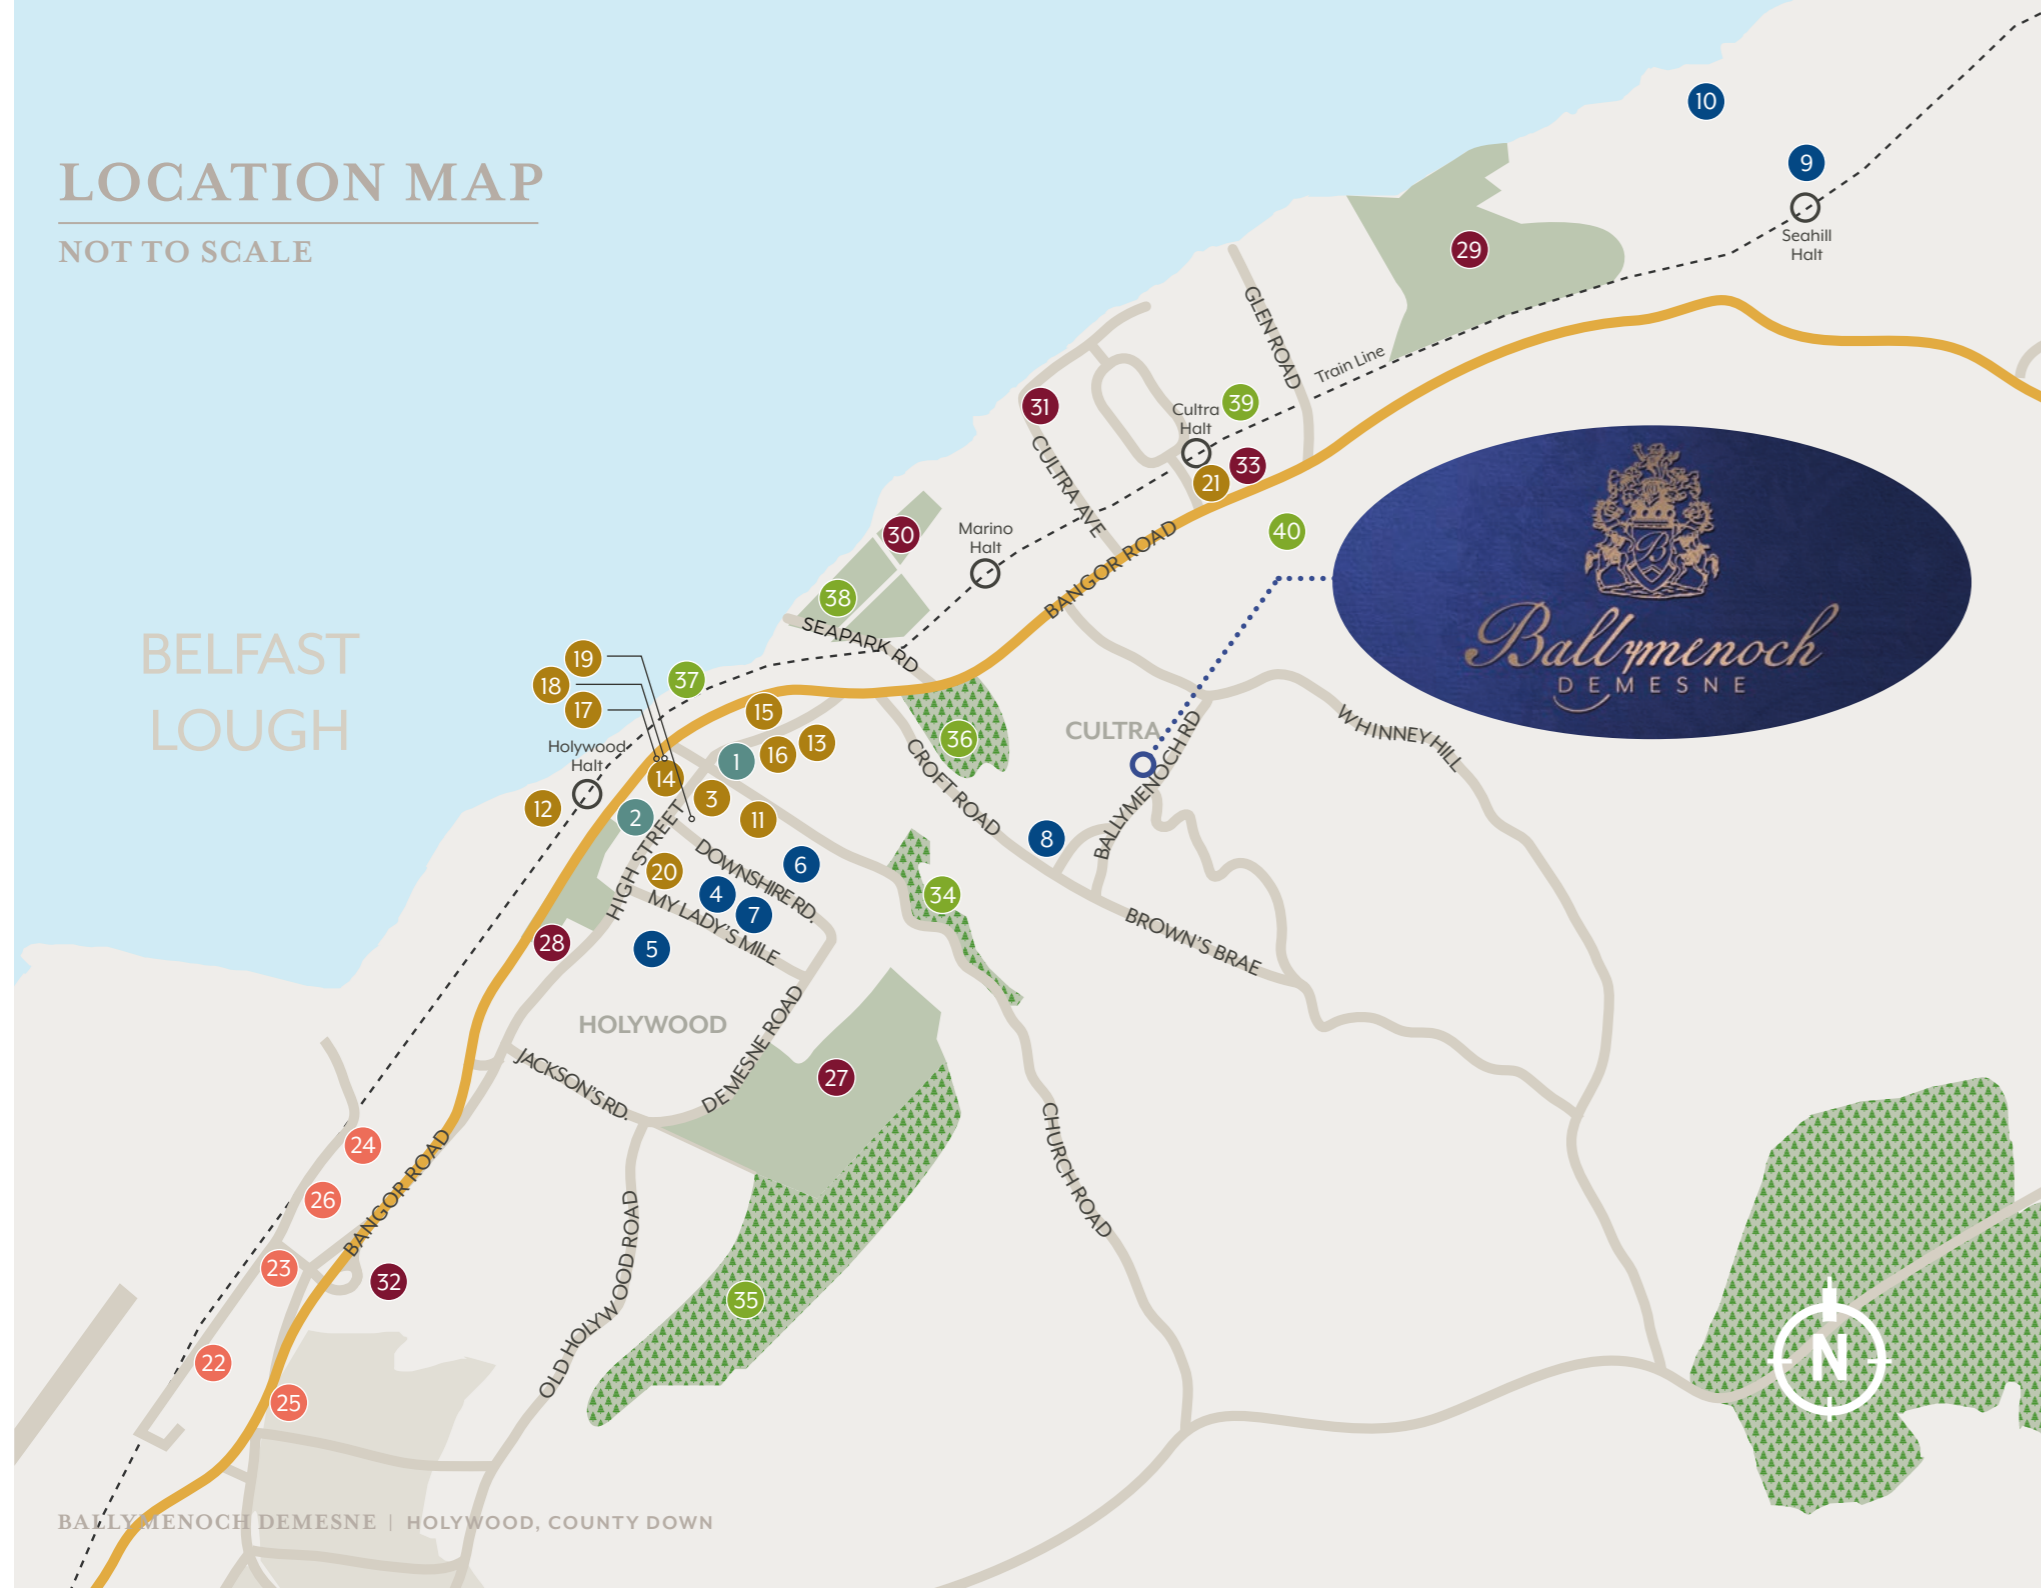 LOCATION MAP
NOT TO SCALE
10
9
Seahill
Halt
29
GLEN ROAD
Train Line
31
Cultra
Halt
39
33
21
CULTRA AVE
40
30
Marino
Halt
BANGOR ROAD
38
SEAPARK RD
B
Ballymenoch
DEMESNE
BELFAST
LOUGH
19
18
17
37
15
Holywood
Halt
1
16
13
36
CULTRA
WHINNEY HILL
14
3
12
2
11
CROFT ROAD
8
BALLYMENOCH RD
HIGH STREET
DOWNSHIRE RD.
6
20
4
7
MY LADY'S MILE
34
28
5
BROWN'S BRAE
HOLYWOOD
JACKSON'S RD.
DEMESNE ROAD
27
CHURCH ROAD
24
BANGOR ROAD
26
23
32
OLD HOLYWOOD ROAD
35
22
25
N
BALLYMENOCH DEMESNE | HOLYWOOD, COUNTY DOWN